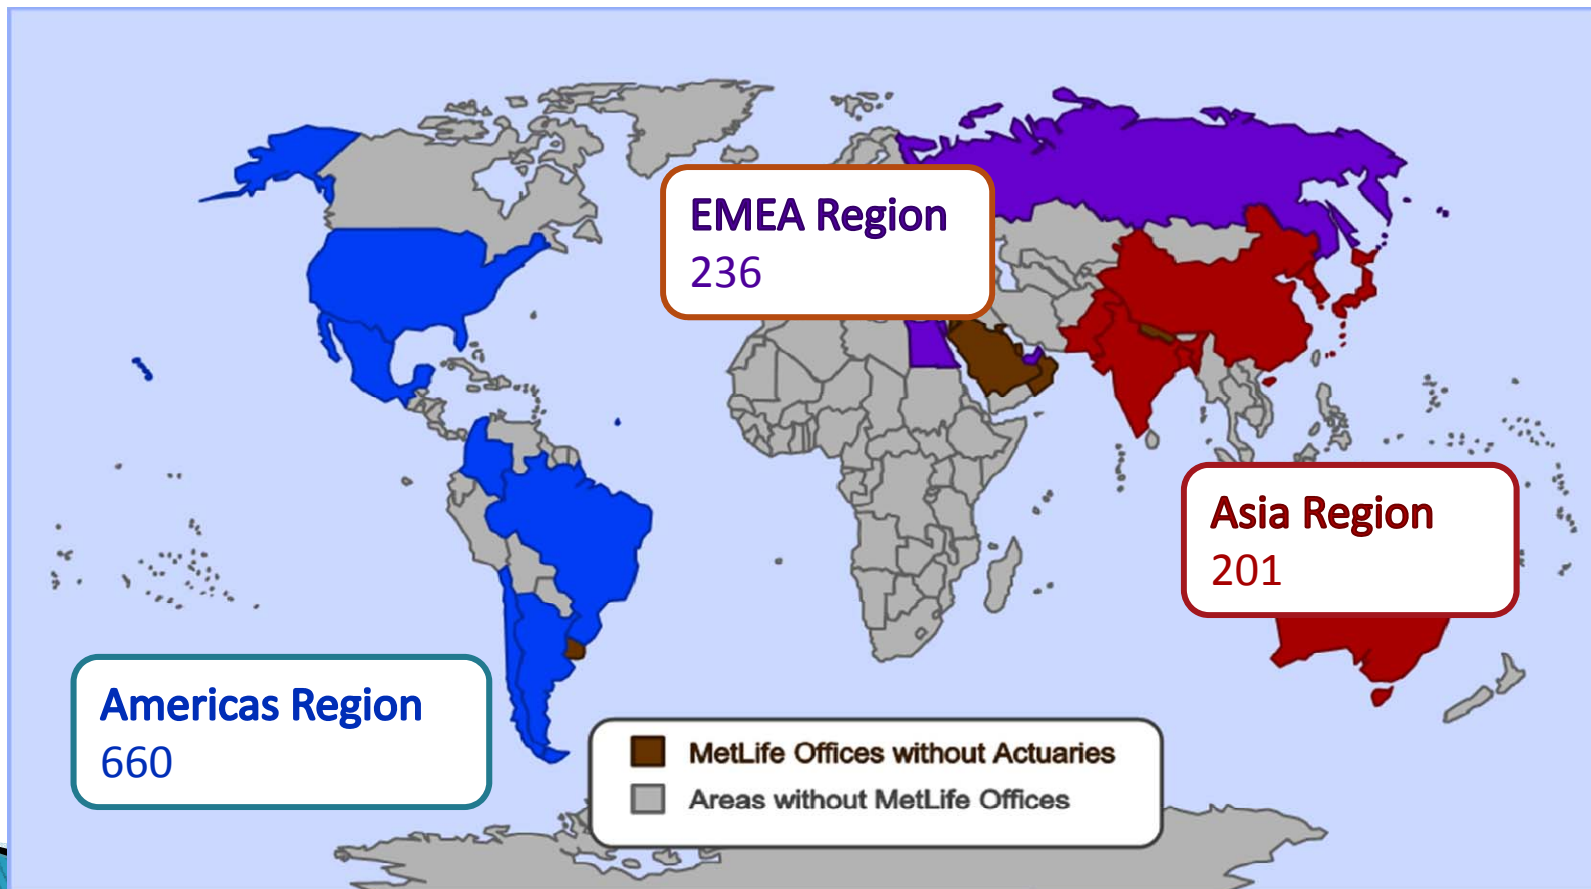 EMEA Region
236
Asia Region
201
Americas Region
660
MetLife Offices without Actuaries
Areas without MetLife Offices